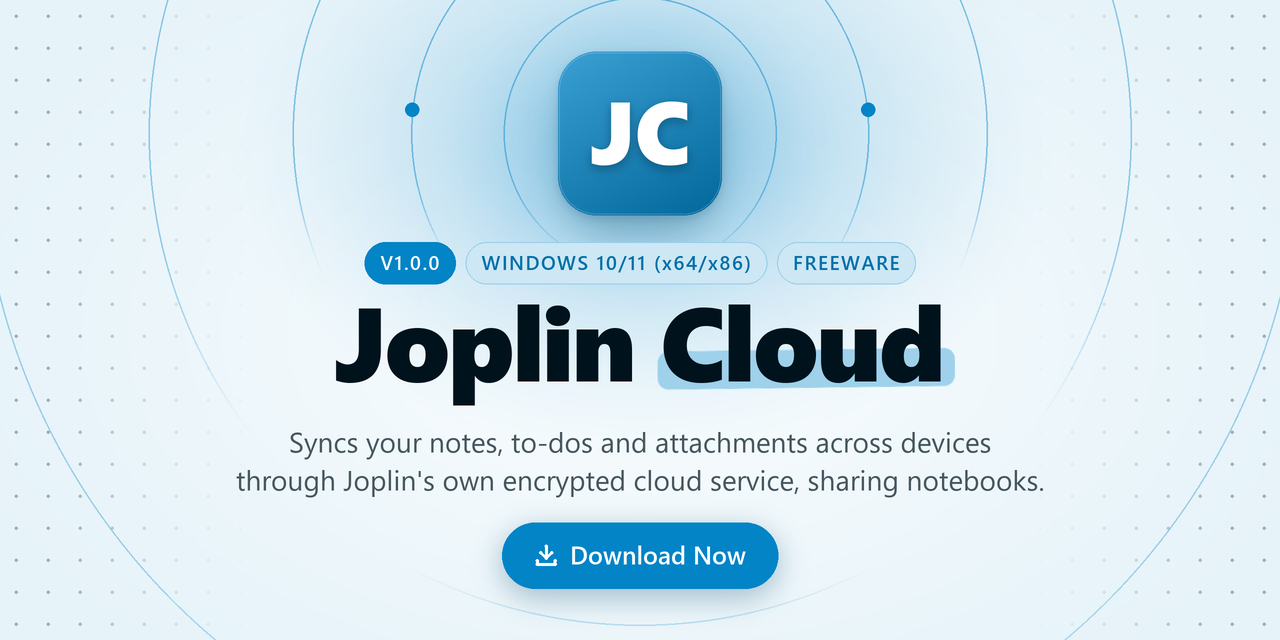 JC
V1.0.0
WINDOWS 10/11 (x64/x86)
FREEWARE
Joplin Cloud
Syncs your notes, to-dos and attachments across devices
through Joplin's own encrypted cloud service, sharing notebooks.
Download Now